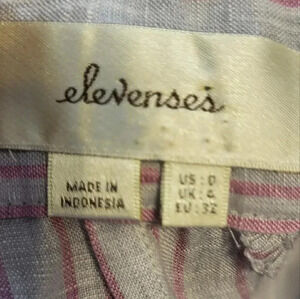 elevenses
MADE IN
INDONESIA
US : 0
UK : 4
EU : 32